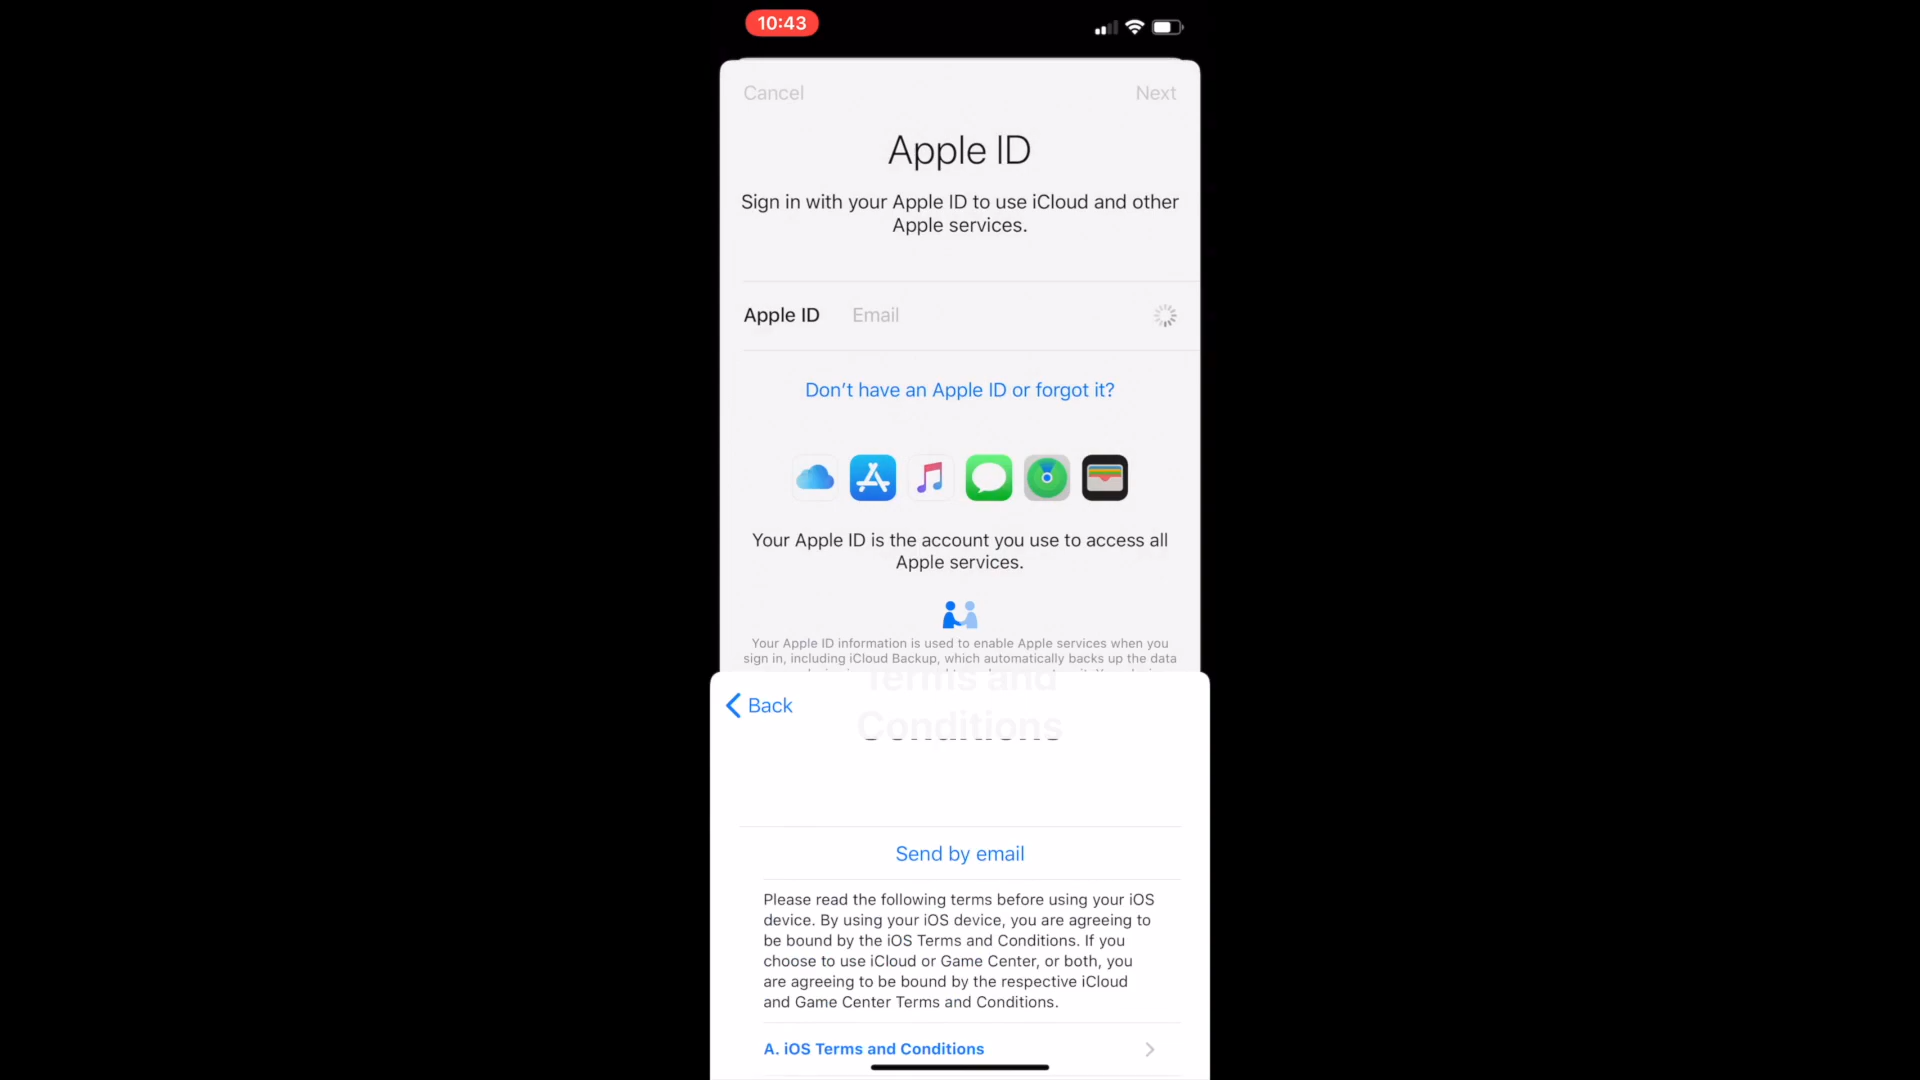 10:43
Cancel
Next
Apple ID
Sign in with your Apple ID to use iCloud and other
Apple services.
Apple ID
Email
Don't have an Apple ID or forgot it?
Your Apple ID is the account you use to access all
Apple services.
Your Apple ID information is used to enable Apple services when you
sign in, including iCloud Backup, which automatically backs up the data
Back
Terms and
Conditions
Send by email
Please read the following terms before using your iOS
device. By using your iOS device, you are agreeing to
be bound by the iOS Terms and Conditions. If you
choose to use iCloud or Game Center, or both, you
are agreeing to be bound by the respective iCloud
and Game Center Terms and Conditions.
A. iOS Terms and Conditions